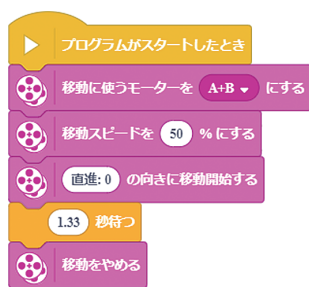 プログラムがスタートしたとき
移動に使うモーターを A+B にする
移動スピードを 50 % にする
直進: 0 の向きに移動開始する
1.33 秒待つ
移動をやめる